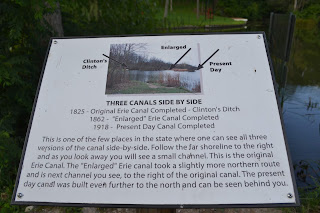 Enlarged
Clinton's
Ditch
Present
Day
THREE CANALS SIDE BY SIDE
1825 - Original Erie Canal Completed - Clinton's Ditch
1862 - "Enlarged" Erie Canal Completed
1918 - Present Day Canal Completed
This is one of the few places in the state where one can see all three
versions of the canal side-by-side. Follow the far shoreline to the right
and as you look away you will see a small channel. This is the original
Erie Canal. The "Enlarged" Erie canal took a slightly more northern route
and is next channel you see, to the right of the original canal. The present
day canal was built even further to the north and can be seen behind you.